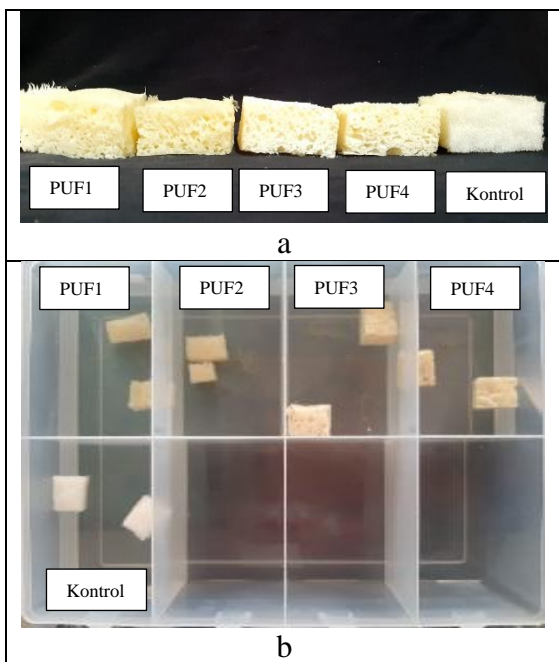 PUF1
PUF2
PUF3
PUF4
Kontrol
a
PUF1
PUF2
PUF3
PUF4
Kontrol
b